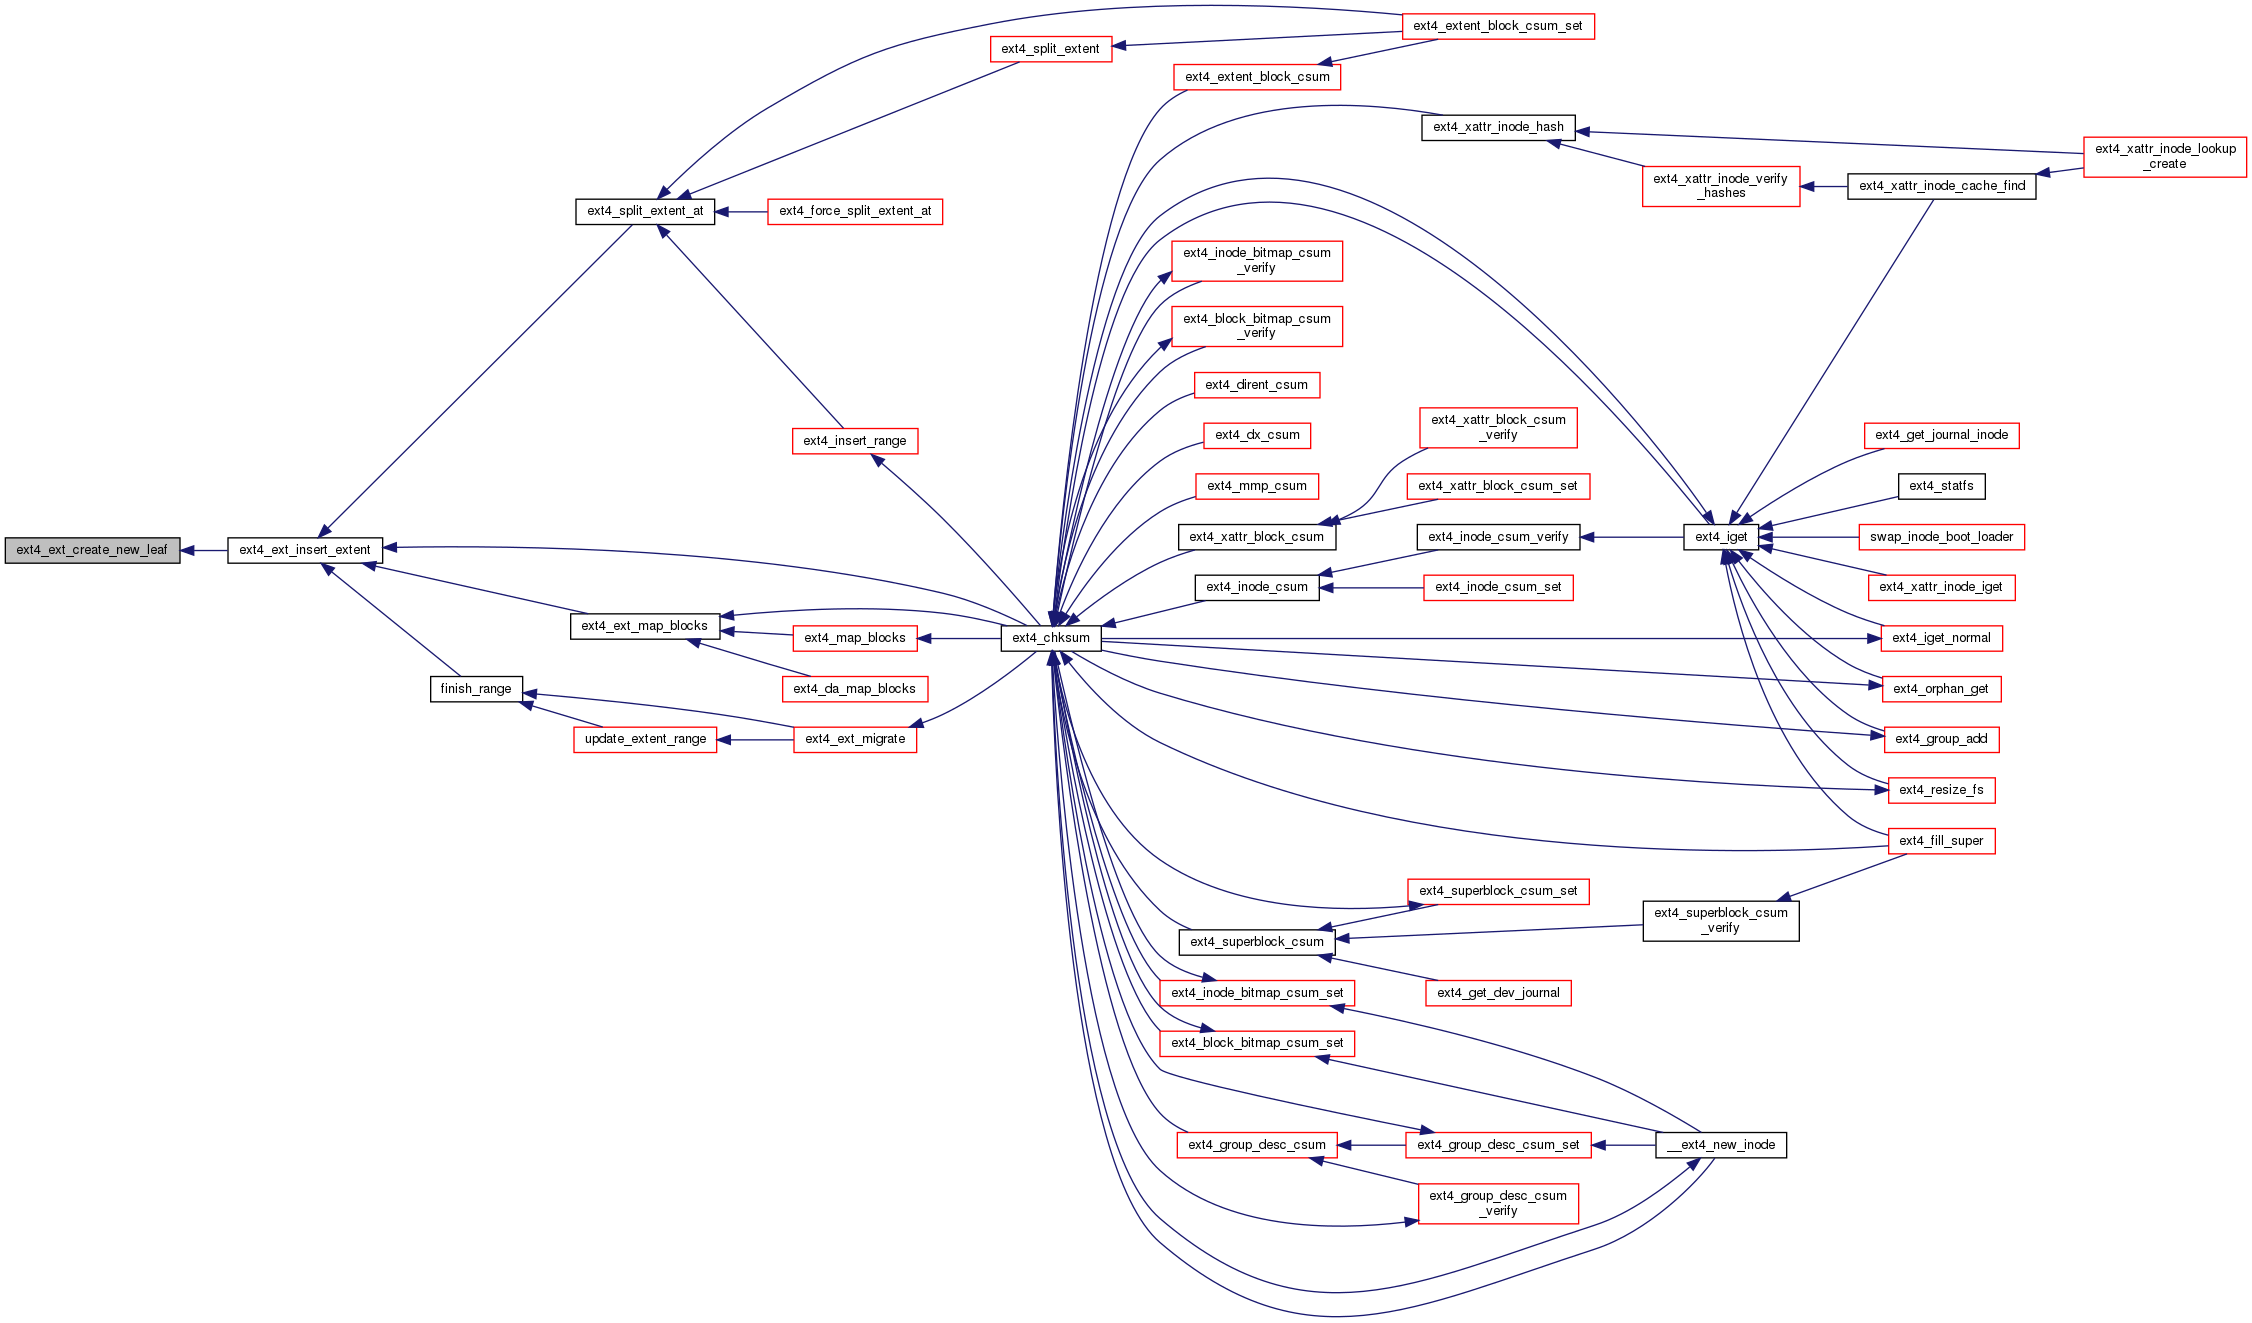 ext4_extent_block_csum_set
ext4_split_extent
ext4_extent_block_csum
ext4_xattr_inode_hash
ext4_xattr_inode_lookup
_create
ext4_xattr_inode_verify
_hashes
ext4_xattr_inode_cache_find
ext4_split_extent_at
ext4_force_split_extent_at
ext4_inode_bitmap_csum
_verify
ext4_block_bitmap_csum
_verify
ext4_dirent_csum
ext4_xattr_block_csum
_verify
ext4_dx_csum
ext4_get_journal_inode
ext4_insert_range
ext4_mmp_csum
ext4_xattr_block_csum_set
ext4_statfs
ext4_xattr_block_csum
ext4_inode_csum_verify
ext4_iget
swap_inode_boot_loader
ext4_ext_create_new_leaf
ext4_ext_insert_extent
ext4_inode_csum
ext4_inode_csum_set
ext4_xattr_inode_iget
ext4_ext_map_blocks
ext4_map_blocks
ext4_chksum
ext4_iget_normal
finish_range
ext4_da_map_blocks
ext4_orphan_get
update_extent_range
ext4_ext_migrate
ext4_group_add
ext4_resize_fs
ext4_fill_super
ext4_superblock_csum_set
ext4_superblock_csum
_verify
ext4_superblock_csum
ext4_inode_bitmap_csum_set
ext4_get_dev_journal
ext4_block_bitmap_csum_set
ext4_group_desc_csum
ext4_group_desc_csum_set
__ext4_new_inode
ext4_group_desc_csum
_verify